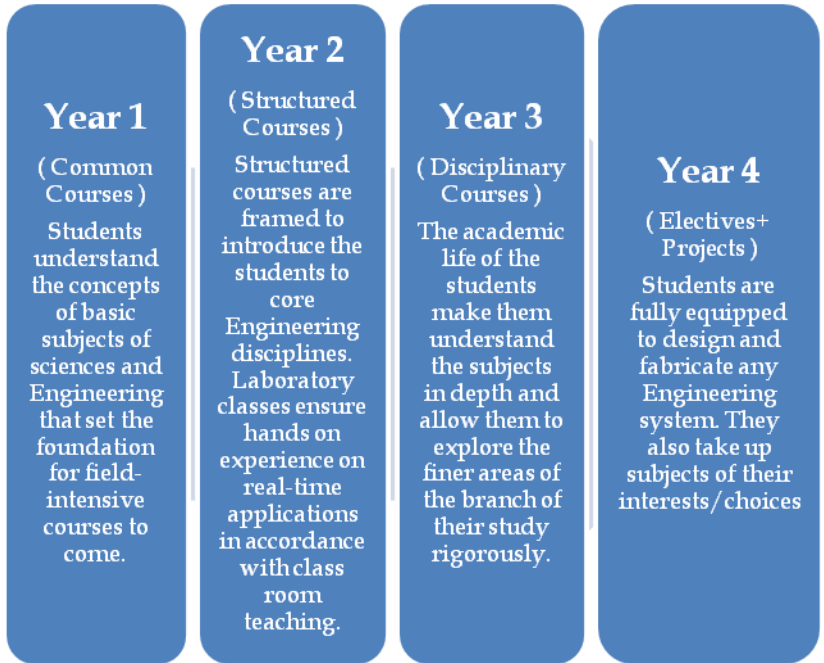 Year 1
( Common
Courses )
Students
understand
the concepts
of basic
subjects of
sciences and
Engineering
that set the
foundation
for field-
intensive
courses to
come.
Year 2
( Structured
Courses )
Structured
courses are
framed to
introduce the
students to
core
Engineering
disciplines.
Laboratory
classes ensure
hands on
experience on
real-time
applications
in accordance
with class
room
teaching.
Year 3
( Disciplinary
Courses )
The academic
life of the
students
make them
understand
the subjects
in depth and
allow them to
explore the
finer areas of
the branch of
their study
rigorously.
Year 4
( Electives+
Projects )
Students are
fully equipped
to design and
fabricate any
Engineering
system. They
also take up
subjects of their
interests/choices